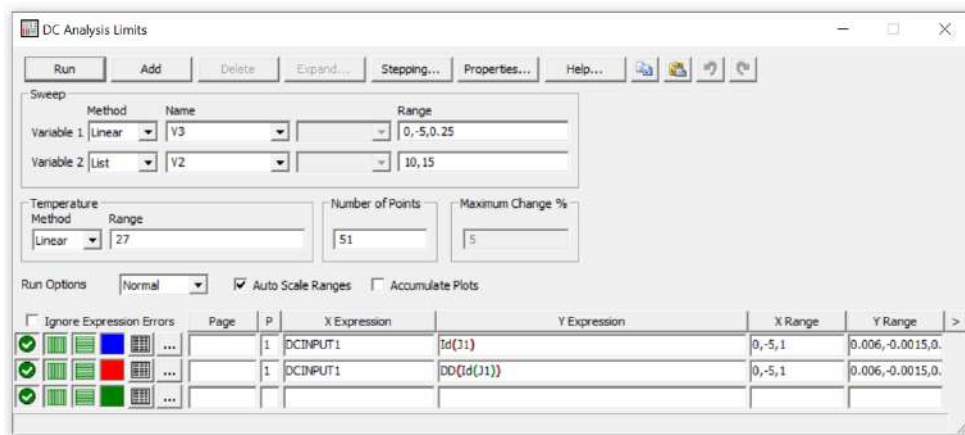 DC Analysis Limits
Run Add Delete Expand... Stepping... Properties... Help...
Sweep
Method Name Range
Variable 1 Linear V3 0,-5,0.25
Variable 2 List V2 10,15
Temperature Number of Points Maximum Change %
Method Range
Linear 27 51 5
Run Options Normal Auto Scale Ranges Accumulate Plots
Ignore Expression Errors Page P X Expression Y Expression X Range Y Range >
... 1 DCINPUT1 Id(J1) 0,-5,1 0.006,-0.0015,0.
... 1 DCINPUT1 DD(Id(J1)) 0,-5,1 0.006,-0.0015,0.
...